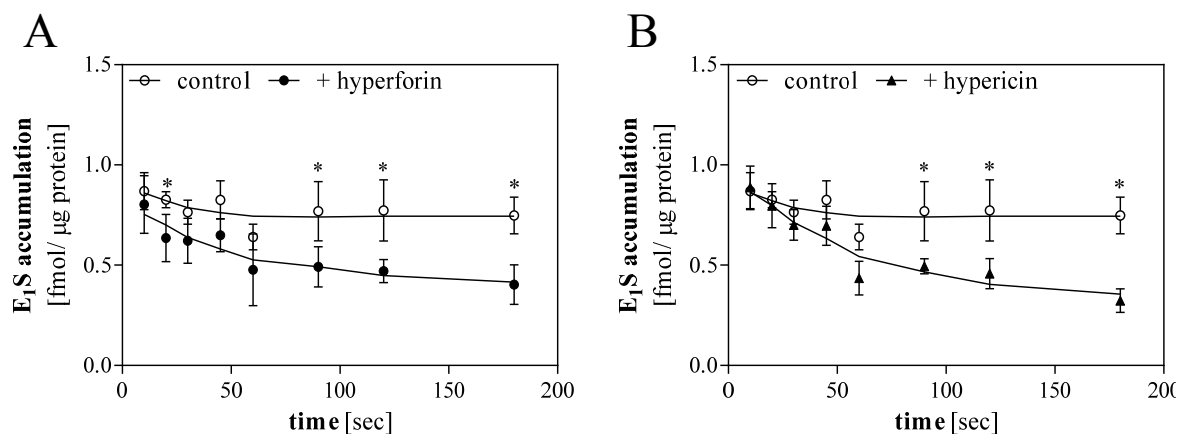 A
1.5
control + hyperforin
*
* * *
1.0
0.5
0.0
0 50 100 150 200
E₁S accumulation
[fmol/ μg protein]
time [sec]
B
1.5
control + hypericin
* * *
1.0
0.5
0.0
0 50 100 150 200
E₁S accumulation
[fmol/ μg protein]
time [sec]